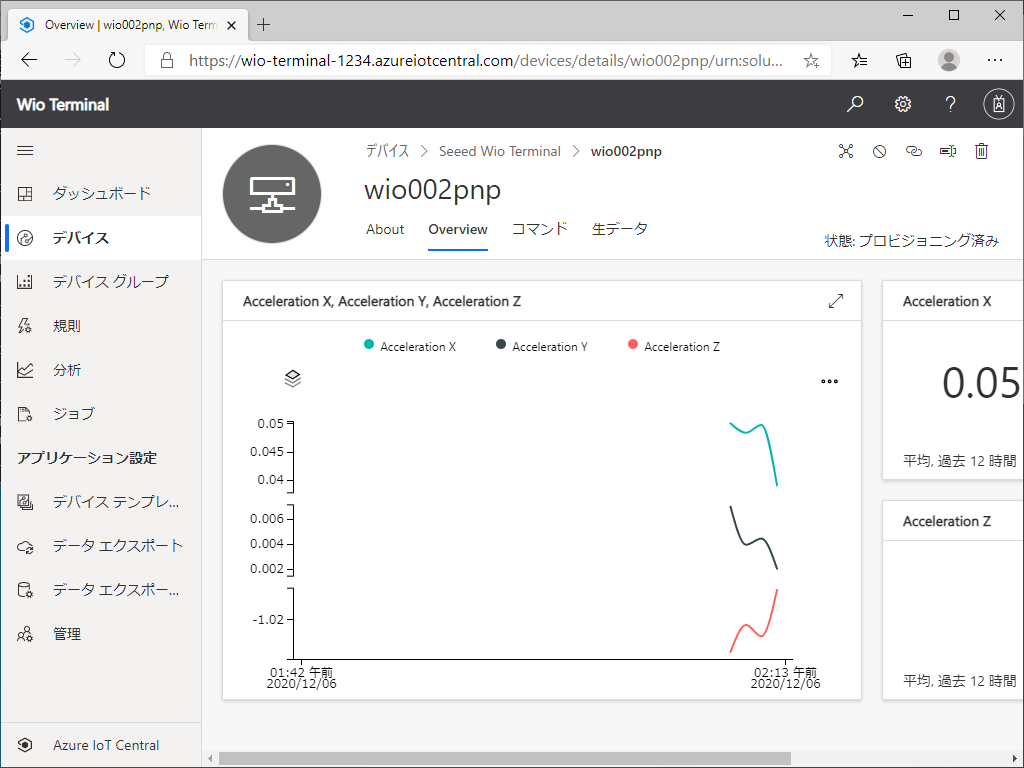 Overview | wio002pnp, Wio Term
https://wio-terminal-1234.azureiotcentral.com/devices/details/wio002pnp/urn:solu...
Wio Terminal
ダッシュボード
デバイス
デバイス グループ
規則
分析
ジョブ
アプリケーション設定
デバイス テンプレ...
データ エクスポート
データ エクスポー...
管理
Azure IoT Central
デバイス > Seeed Wio Terminal > wio002pnp
wio002pnp
About Overview コマンド 生データ
状態: プロビジョニング済み
Acceleration X, Acceleration Y, Acceleration Z
Acceleration X Acceleration Y Acceleration Z
0.05
0.045
0.04
0.006
0.004
0.002
-1.02
01:42 午前 02:13 午前
2020/12/06 2020/12/06
Acceleration X
0.05
平均, 過去 12 時間
Acceleration Z
平均, 過去 12 時間